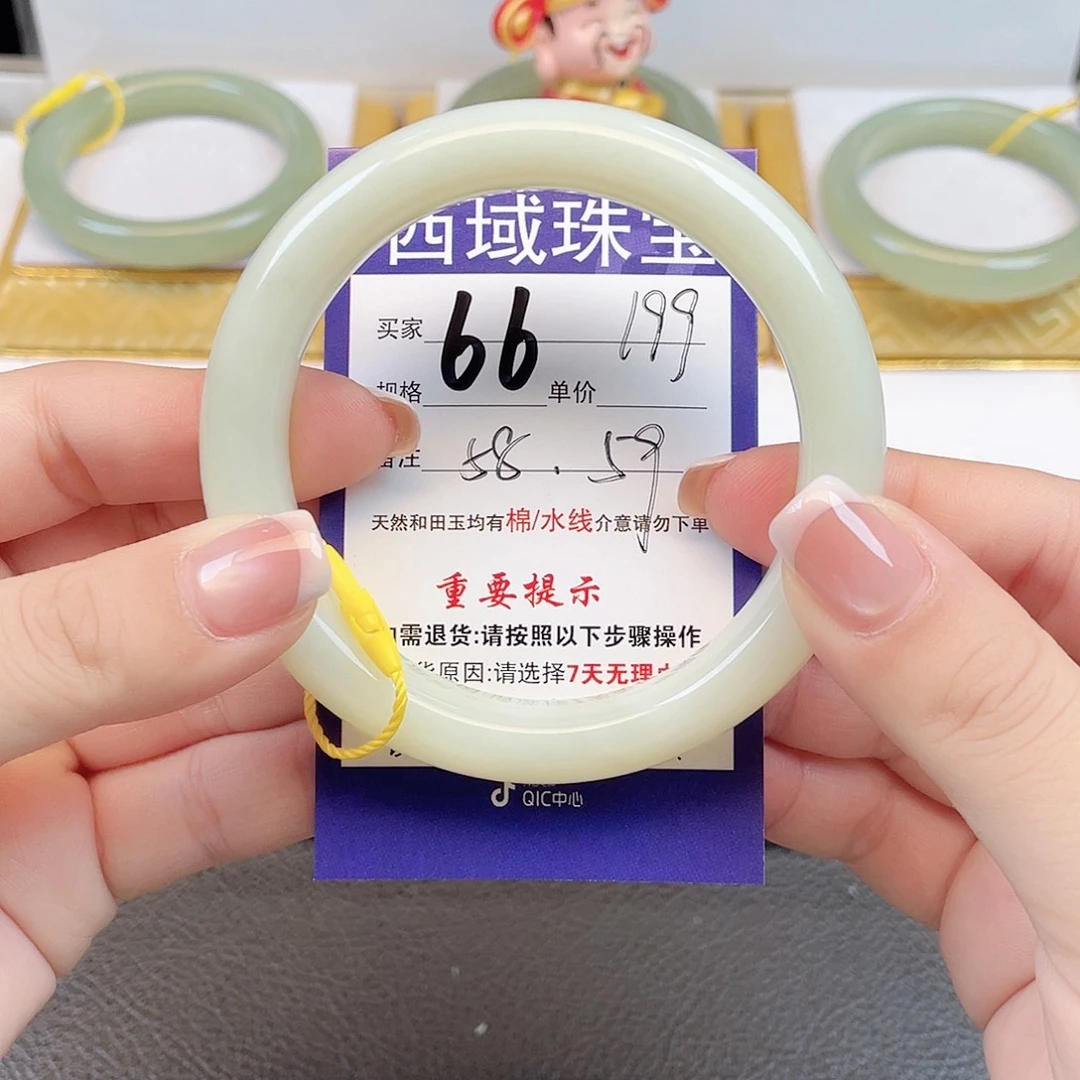 西域珠宝
买家 66 199
规格 单价
备注 58.59
天然和田玉均有棉/水线介意请勿下单
重要提示
需退货:请按照以下步骤操作
货原因:请选择7天无理由
QIC中心